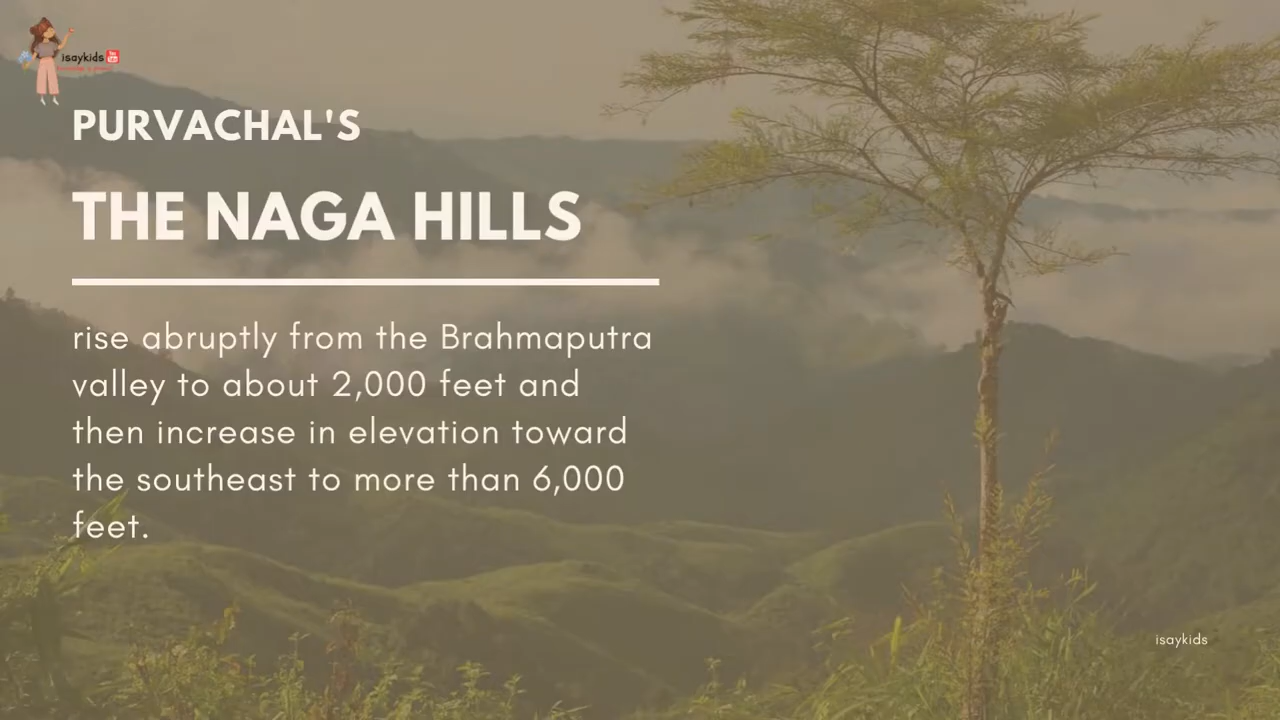 isaykids
PURVACHAL'S
THE NAGA HILLS
rise abruptly from the Brahmaputra
valley to about 2,000 feet and
then increase in elevation toward
the southeast to more than 6,000
feet.
isaykids